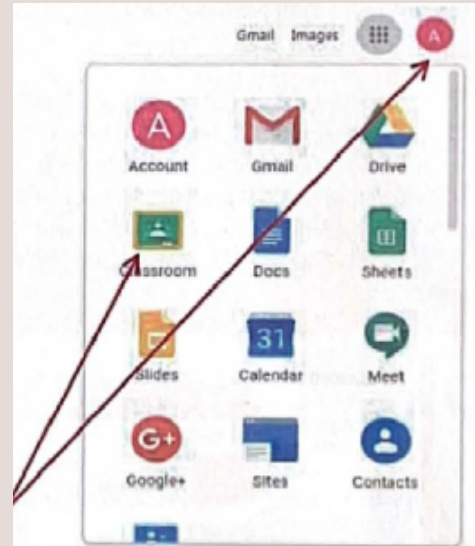 Gmail Images A
A
Account Gmail Drive
Classroom Docs Sheets
31
Slides Calendar Meet
G+
Google+ Sites Contacts